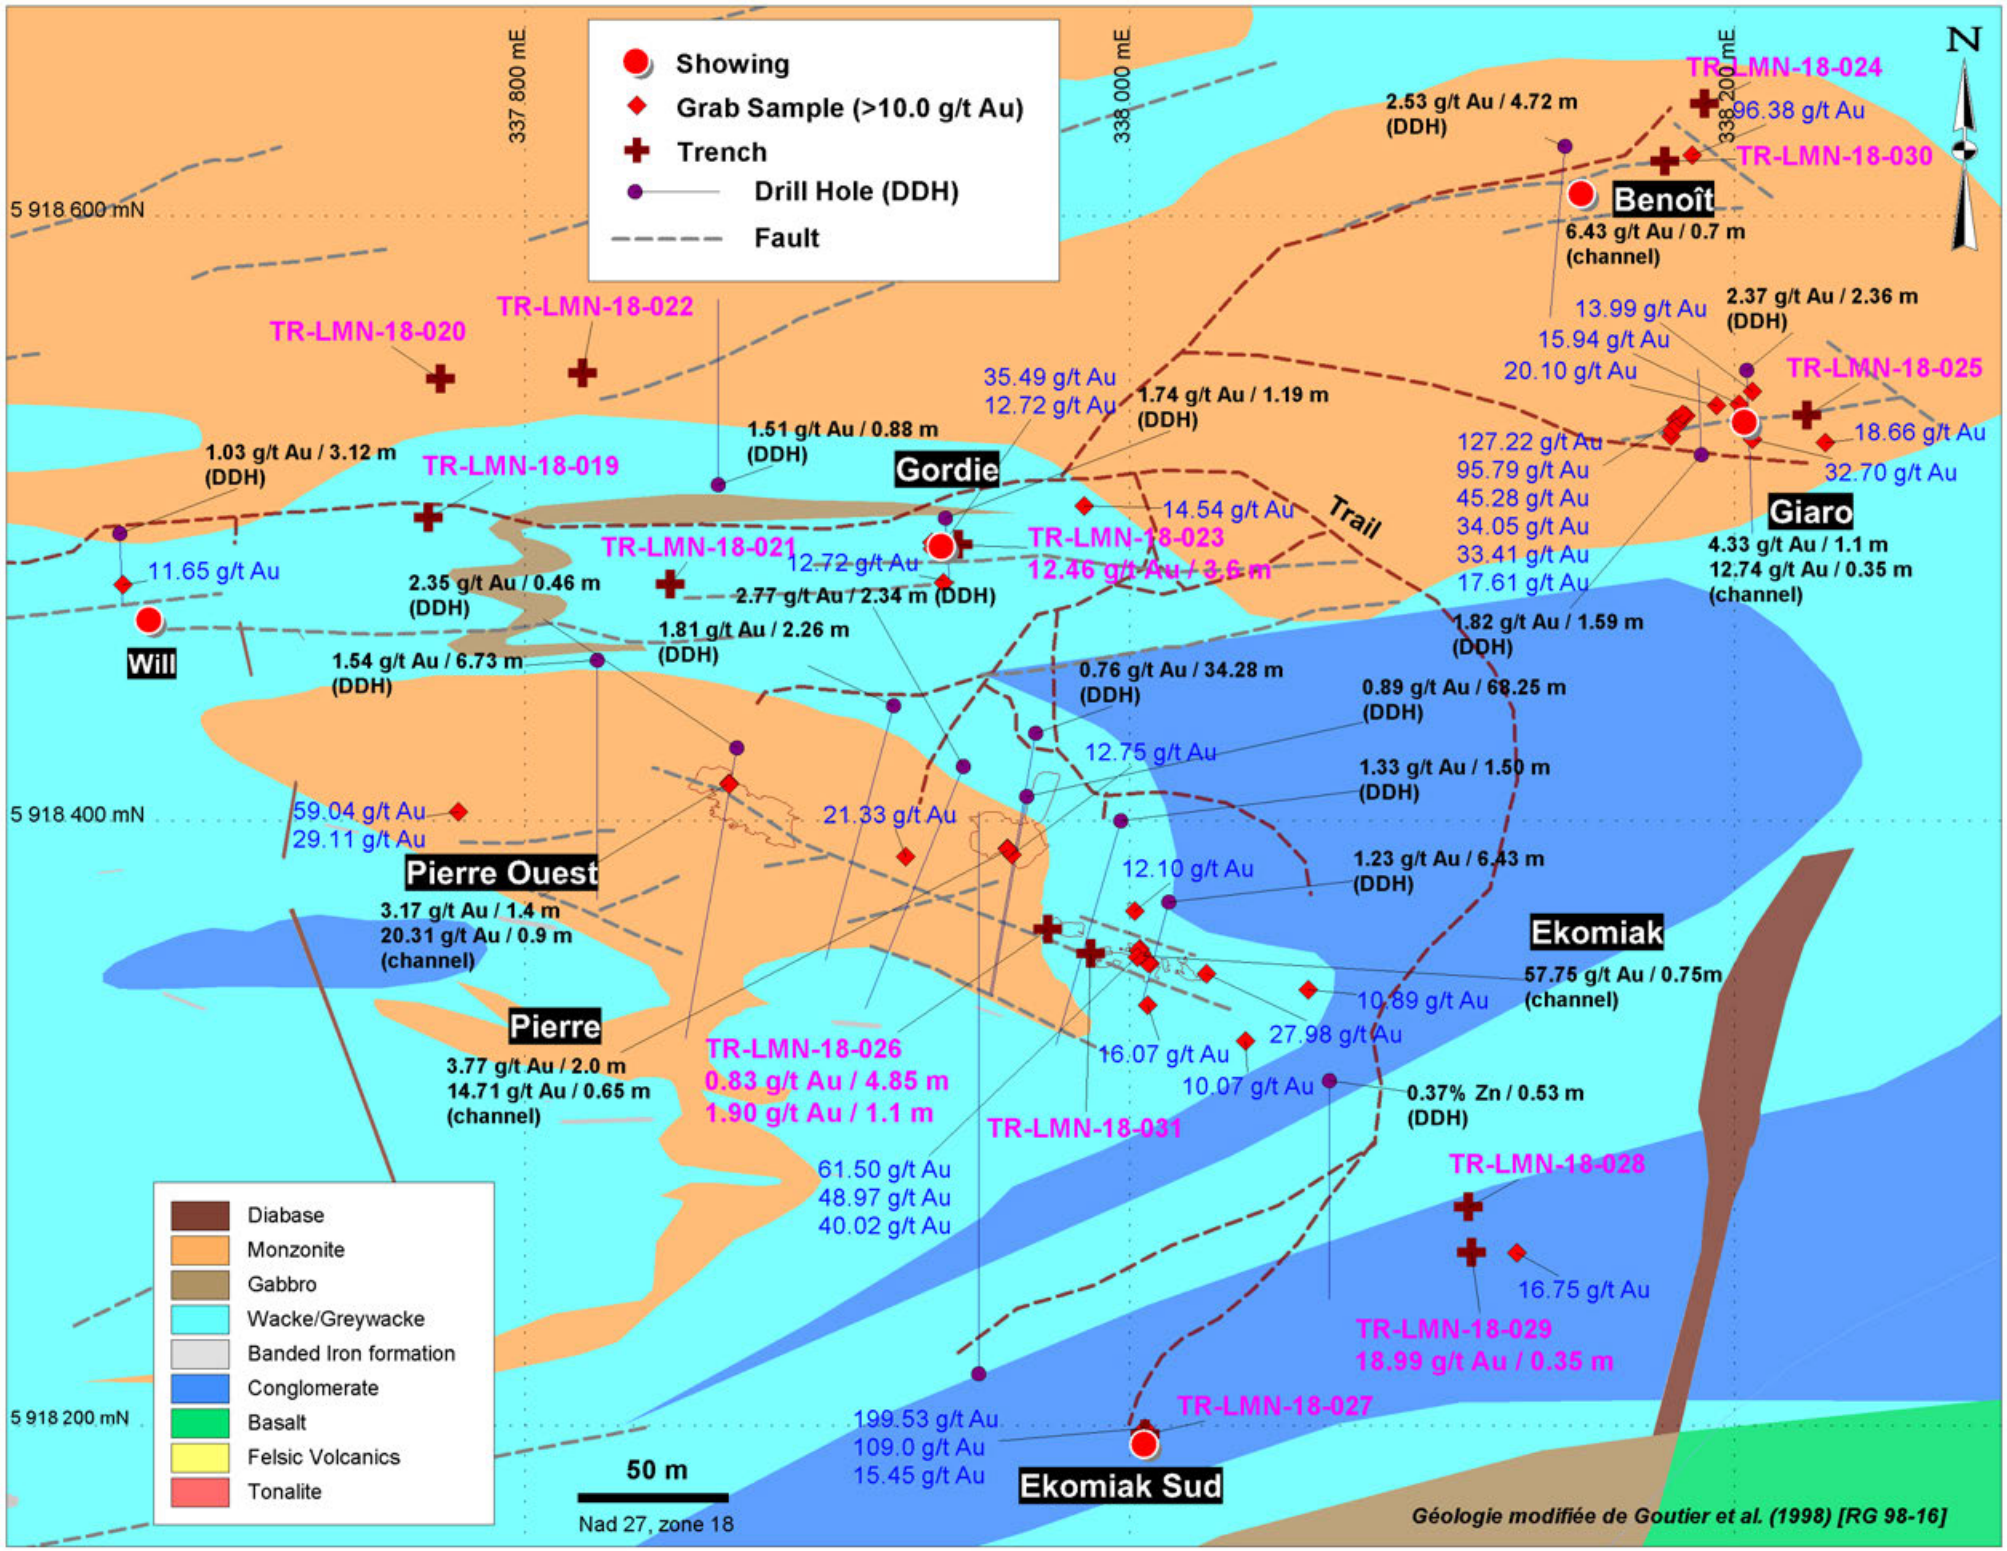 337 800 mE
338 000 mE
338 200 mE
N
Showing
Grab Sample (>10.0 g/t Au)
Trench
Drill Hole (DDH)
Fault
TR-LMN-18-024
96.38 g/t Au
TR-LMN-18-030
2.53 g/t Au / 4.72 m
(DDH)
Benoît
6.43 g/t Au / 0.7 m
(channel)
5 918 600 mN
TR-LMN-18-022
TR-LMN-18-020
13.99 g/t Au
2.37 g/t Au / 2.36 m
(DDH)
15.94 g/t Au
20.10 g/t Au
TR-LMN-18-025
35.49 g/t Au
12.72 g/t Au
1.74 g/t Au / 1.19 m
(DDH)
1.51 g/t Au / 0.88 m
(DDH)
1.03 g/t Au / 3.12 m
(DDH)
TR-LMN-18-019
Gordie
127.22 g/t Au
95.79 g/t Au
45.28 g/t Au
34.05 g/t Au
33.41 g/t Au
17.61 g/t Au
18.66 g/t Au
32.70 g/t Au
Giaro
4.33 g/t Au / 1.1 m
12.74 g/t Au / 0.35 m
(channel)
14.54 g/t Au
Trail
TR-LMN-18-023
12.46 g/t Au / 3.6 m
TR-LMN-18-021
12.72 g/t Au
11.65 g/t Au
2.35 g/t Au / 0.46 m
(DDH)
2.77 g/t Au / 2.34 m (DDH)
1.81 g/t Au / 2.26 m
(DDH)
1.82 g/t Au / 1.59 m
(DDH)
Will
1.54 g/t Au / 6.73 m
(DDH)
0.76 g/t Au / 34.28 m
(DDH)
0.89 g/t Au / 68.25 m
(DDH)
12.75 g/t Au
1.33 g/t Au / 1.50 m
(DDH)
5 918 400 mN
59.04 g/t Au
29.11 g/t Au
21.33 g/t Au
1.23 g/t Au / 6.43 m
(DDH)
12.10 g/t Au
Pierre Ouest
3.17 g/t Au / 1.4 m
20.31 g/t Au / 0.9 m
(channel)
Ekomiak
57.75 g/t Au / 0.75m
(channel)
10.89 g/t Au
27.98 g/t Au
16.07 g/t Au
10.07 g/t Au
Pierre
3.77 g/t Au / 2.0 m
14.71 g/t Au / 0.65 m
(channel)
TR-LMN-18-026
0.83 g/t Au / 4.85 m
1.90 g/t Au / 1.1 m
TR-LMN-18-031
0.37% Zn / 0.53 m
(DDH)
61.50 g/t Au
48.97 g/t Au
40.02 g/t Au
TR-LMN-18-028
16.75 g/t Au
TR-LMN-18-029
18.99 g/t Au / 0.35 m
Diabase
Monzonite
Gabbro
Wacke/Greywacke
Banded Iron formation
Conglomerate
Basalt
Felsic Volcanics
Tonalite
5 918 200 mN
TR-LMN-18-027
199.53 g/t Au
109.0 g/t Au
15.45 g/t Au
Ekomiak Sud
50 m
Nad 27, zone 18
Géologie modifiée de Goutier et al. (1998) [RG 98-16]